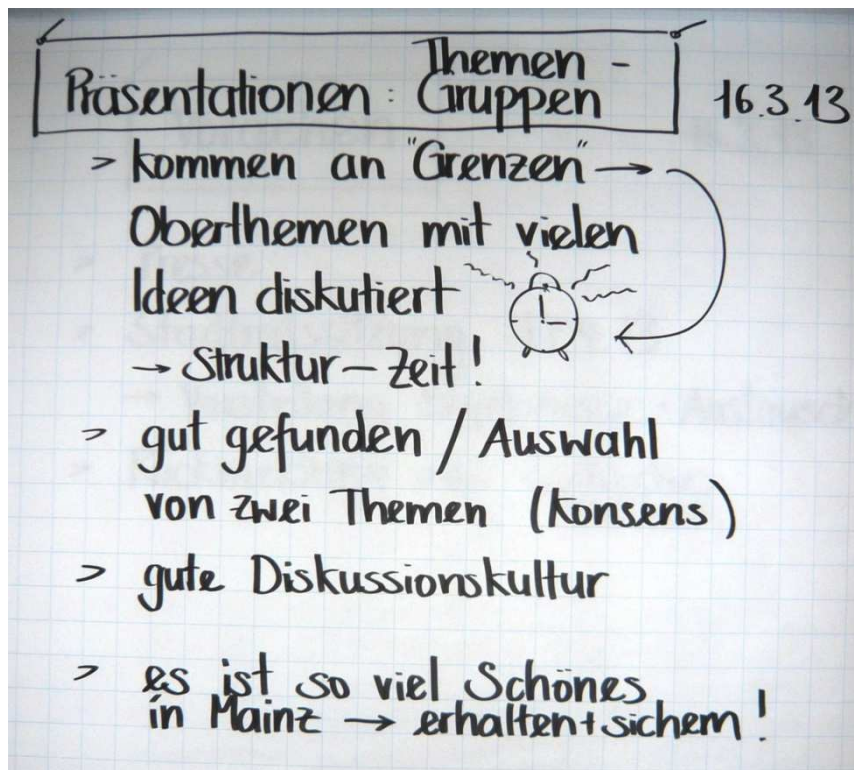 Präsentationen: Themen-
Gruppen
16.3.13
> kommen an "Grenzen" →
Oberthemen mit vielen
Ideen diskutiert
→ Struktur – Zeit!
> gut gefunden / Auswahl
von zwei Themen (Konsens)
> gute Diskussionskultur
> es ist so viel Schönes
in Mainz → erhalten + sichern!